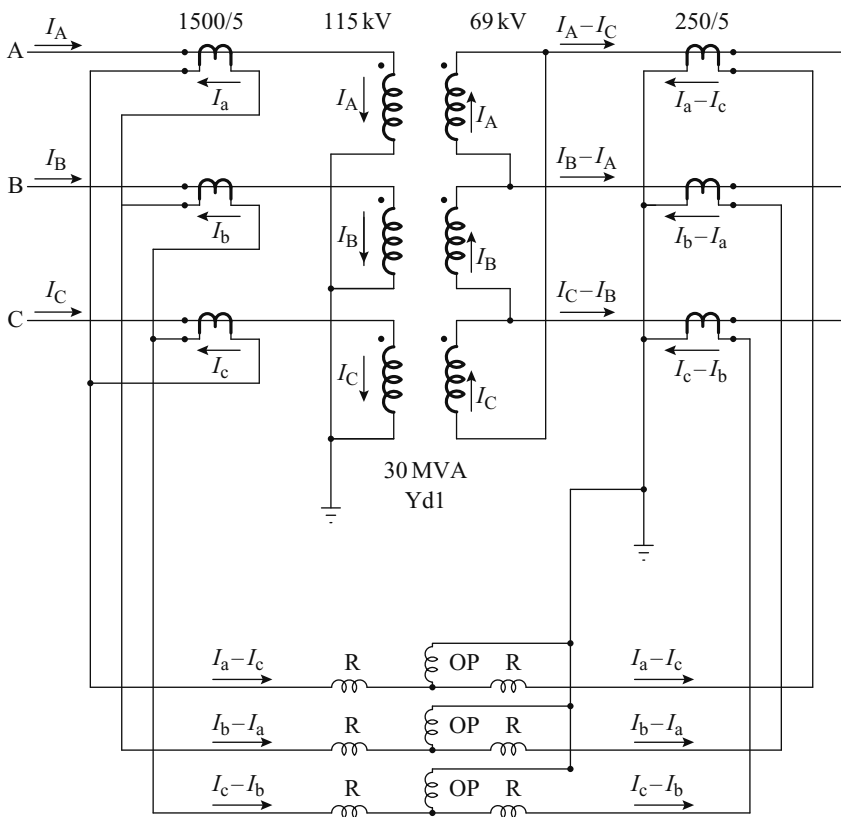 1500/5 115 kV 69 kV 250/5
A I_A I_A−I_C
I_a I_A I_A I_a−I_c
B I_B I_B−I_A
I_b I_B I_B I_b−I_a
C I_C I_C−I_B
I_c I_C I_C I_c−I_b
30 MVA
Yd1
I_a−I_c R OP R I_a−I_c
I_b−I_a R OP R I_b−I_a
I_c−I_b R OP R I_c−I_b